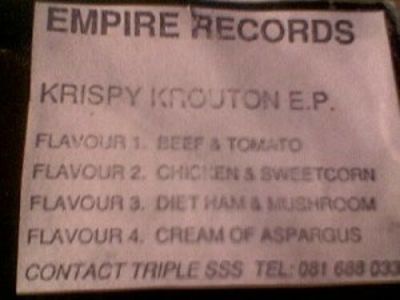 EMPIRE RECORDS
KRISPY KROUTON E.P.
FLAVOUR 1. BEEF & TOMATO
FLAVOUR 2. CHICKEN & SWEETCORN
FLAVOUR 3. DIET HAM & MUSHROOM
FLAVOUR 4. CREAM OF ASPARGUS
CONTACT TRIPLE SSS TEL: 081 688 033